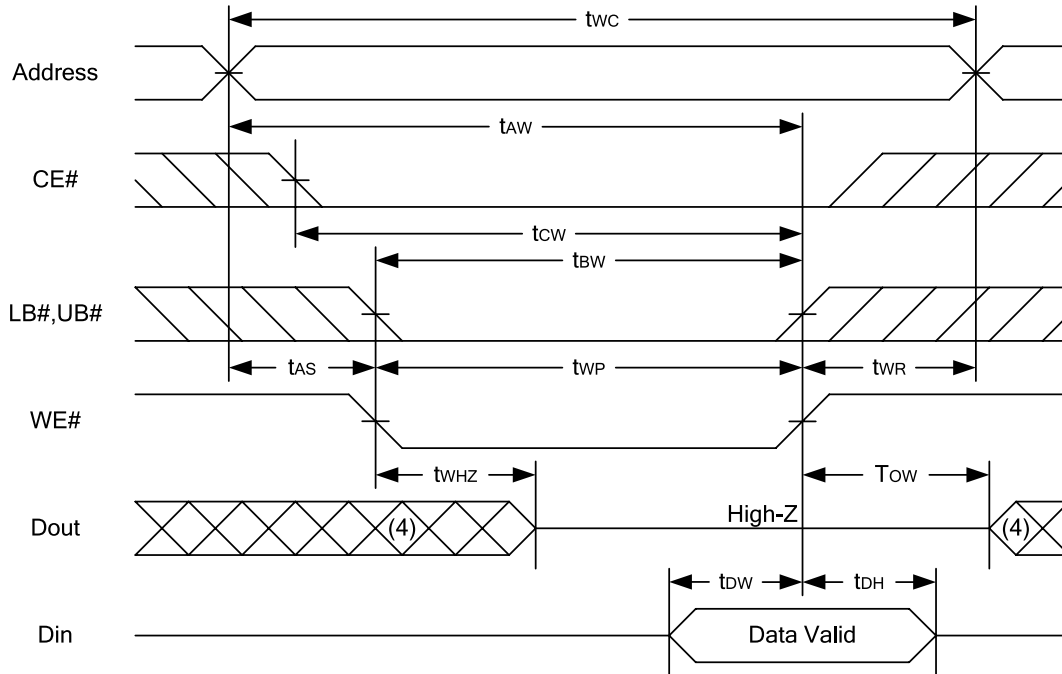 tWC
Address
tAW
CE#
tCW
tBW
LB#,UB#
tAS tWP tWR
WE#
tWHZ TOW
Dout (4) High-Z (4)
tDW tDH
Din Data Valid